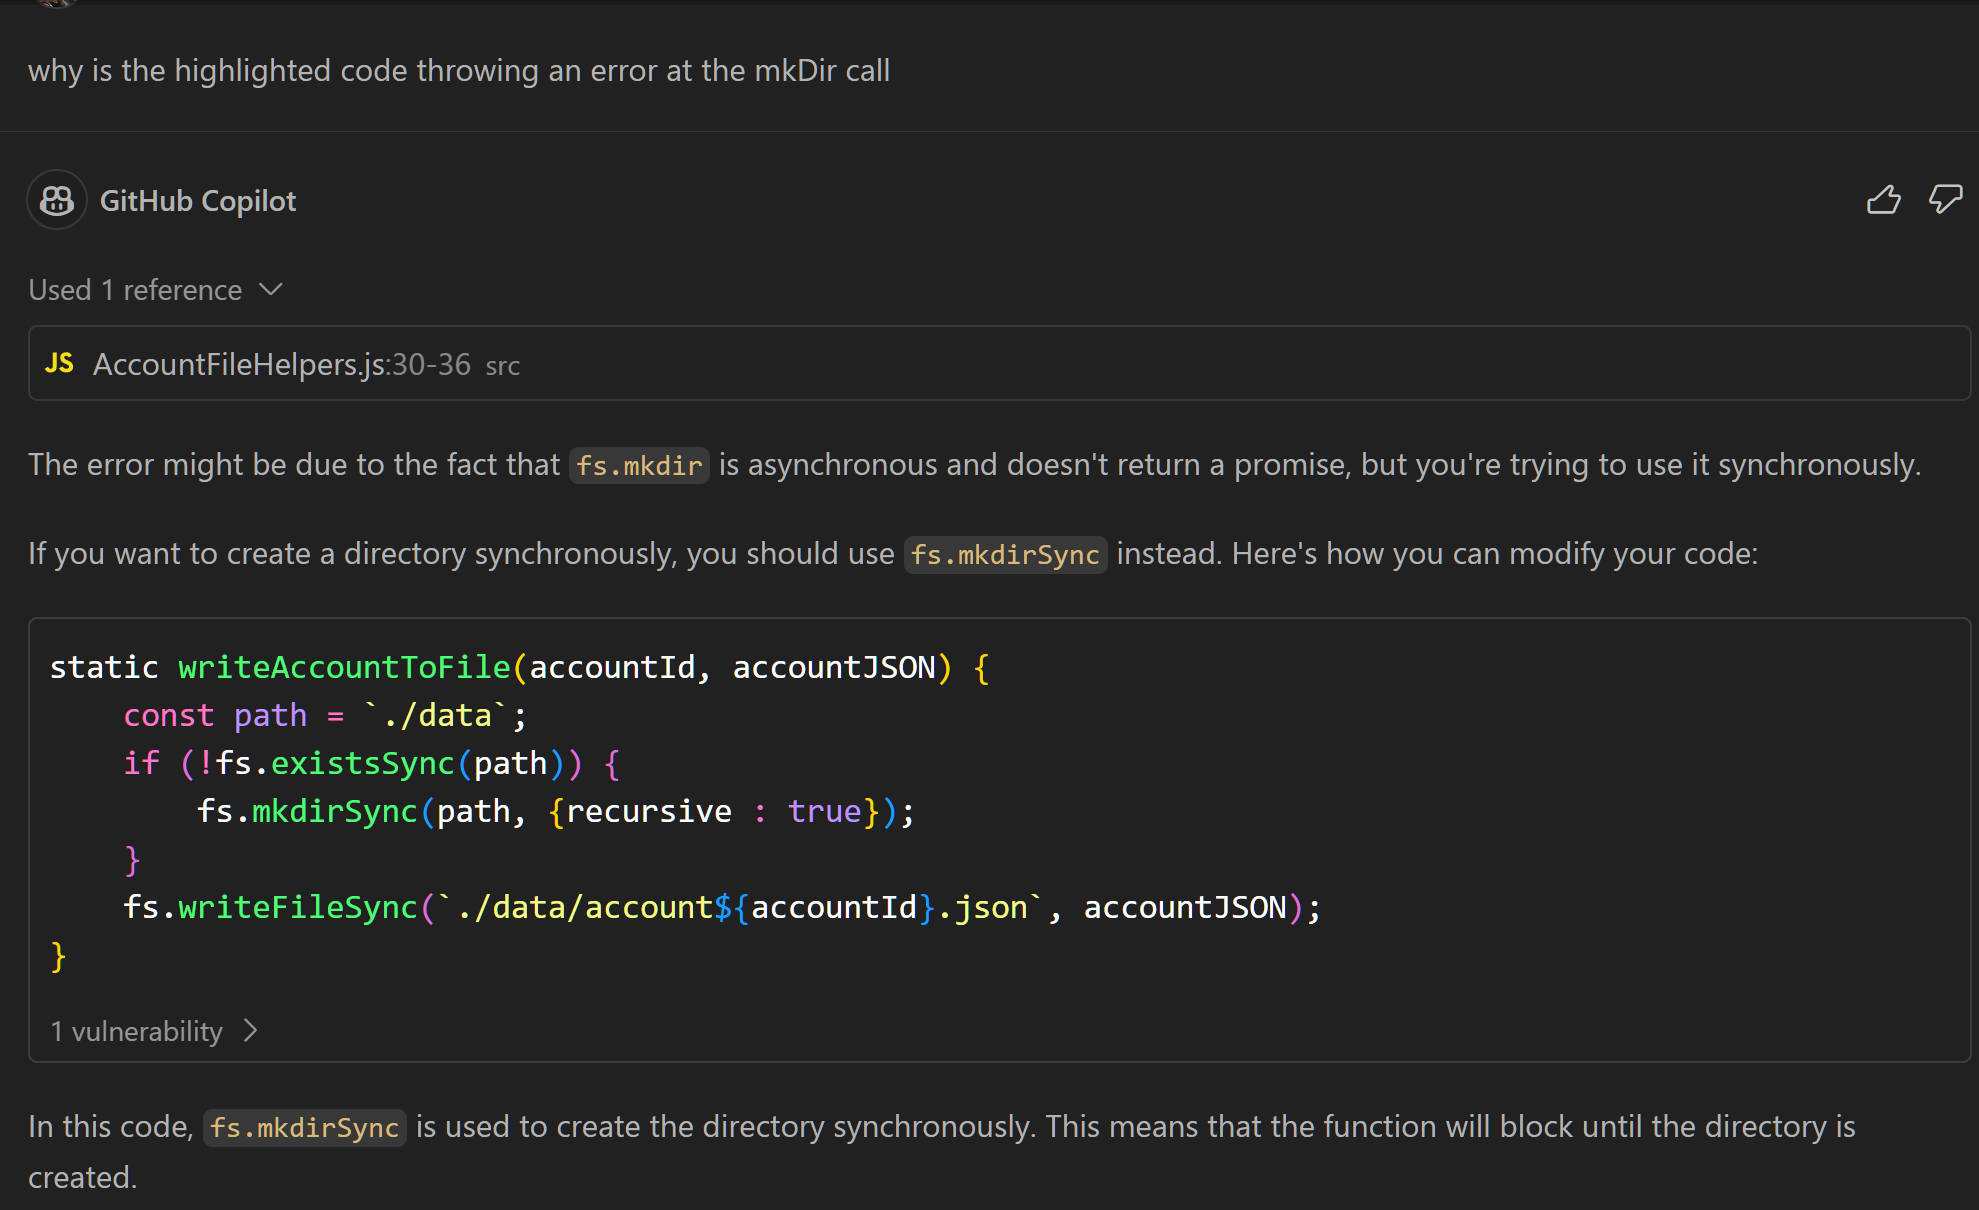 why is the highlighted code throwing an error at the mkDir call
GitHub Copilot
Used 1 reference
JS AccountFileHelpers.js:30-36 src
The error might be due to the fact that fs.mkdir is asynchronous and doesn't return a promise, but you're trying to use it synchronously.
If you want to create a directory synchronously, you should use fs.mkdirSync instead. Here's how you can modify your code:
static writeAccountToFile(accountId, accountJSON) {
    const path = `./data`;
    if (!fs.existsSync(path)) {
        fs.mkdirSync(path, {recursive : true});
    }
    fs.writeFileSync(`./data/account${accountId}.json`, accountJSON);
}
1 vulnerability
In this code, fs.mkdirSync is used to create the directory synchronously. This means that the function will block until the directory is
created.